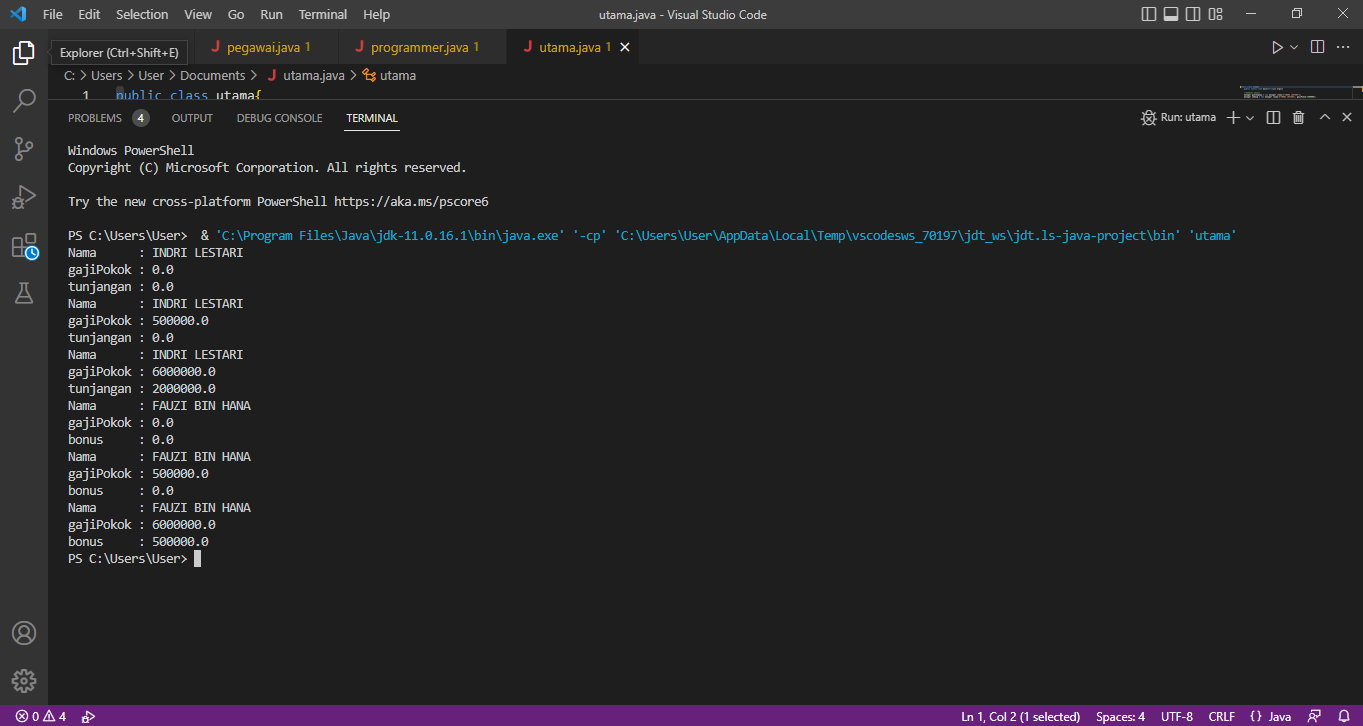 File Edit Selection View Go Run Terminal Help utama.java - Visual Studio Code
Explorer (Ctrl+Shift+E) pegawai.java 1 programmer.java 1 utama.java 1
C: > Users > User > Documents > utama.java > utama
1 public class utama{
PROBLEMS 4 OUTPUT DEBUG CONSOLE TERMINAL Run: utama
Windows PowerShell
Copyright (C) Microsoft Corporation. All rights reserved.
Try the new cross-platform PowerShell https://aka.ms/pscore6
PS C:\Users\User>  & 'C:\Program Files\Java\jdk-11.0.16.1\bin\java.exe' '-cp' 'C:\Users\User\AppData\Local\Temp\vscodesws_70197\jdt_ws\jdt.ls-java-project\bin' 'utama'
Nama      : INDRI LESTARI
gajiPokok : 0.0
tunjangan : 0.0
Nama      : INDRI LESTARI
gajiPokok : 500000.0
tunjangan : 0.0
Nama      : INDRI LESTARI
gajiPokok : 6000000.0
tunjangan : 2000000.0
Nama      : FAUZI BIN HANA
gajiPokok : 0.0
bonus     : 0.0
Nama      : FAUZI BIN HANA
gajiPokok : 500000.0
bonus     : 0.0
Nama      : FAUZI BIN HANA
gajiPokok : 6000000.0
bonus     : 500000.0
PS C:\Users\User>
0 4 Ln 1, Col 2 (1 selected) Spaces: 4 UTF-8 CRLF {} Java